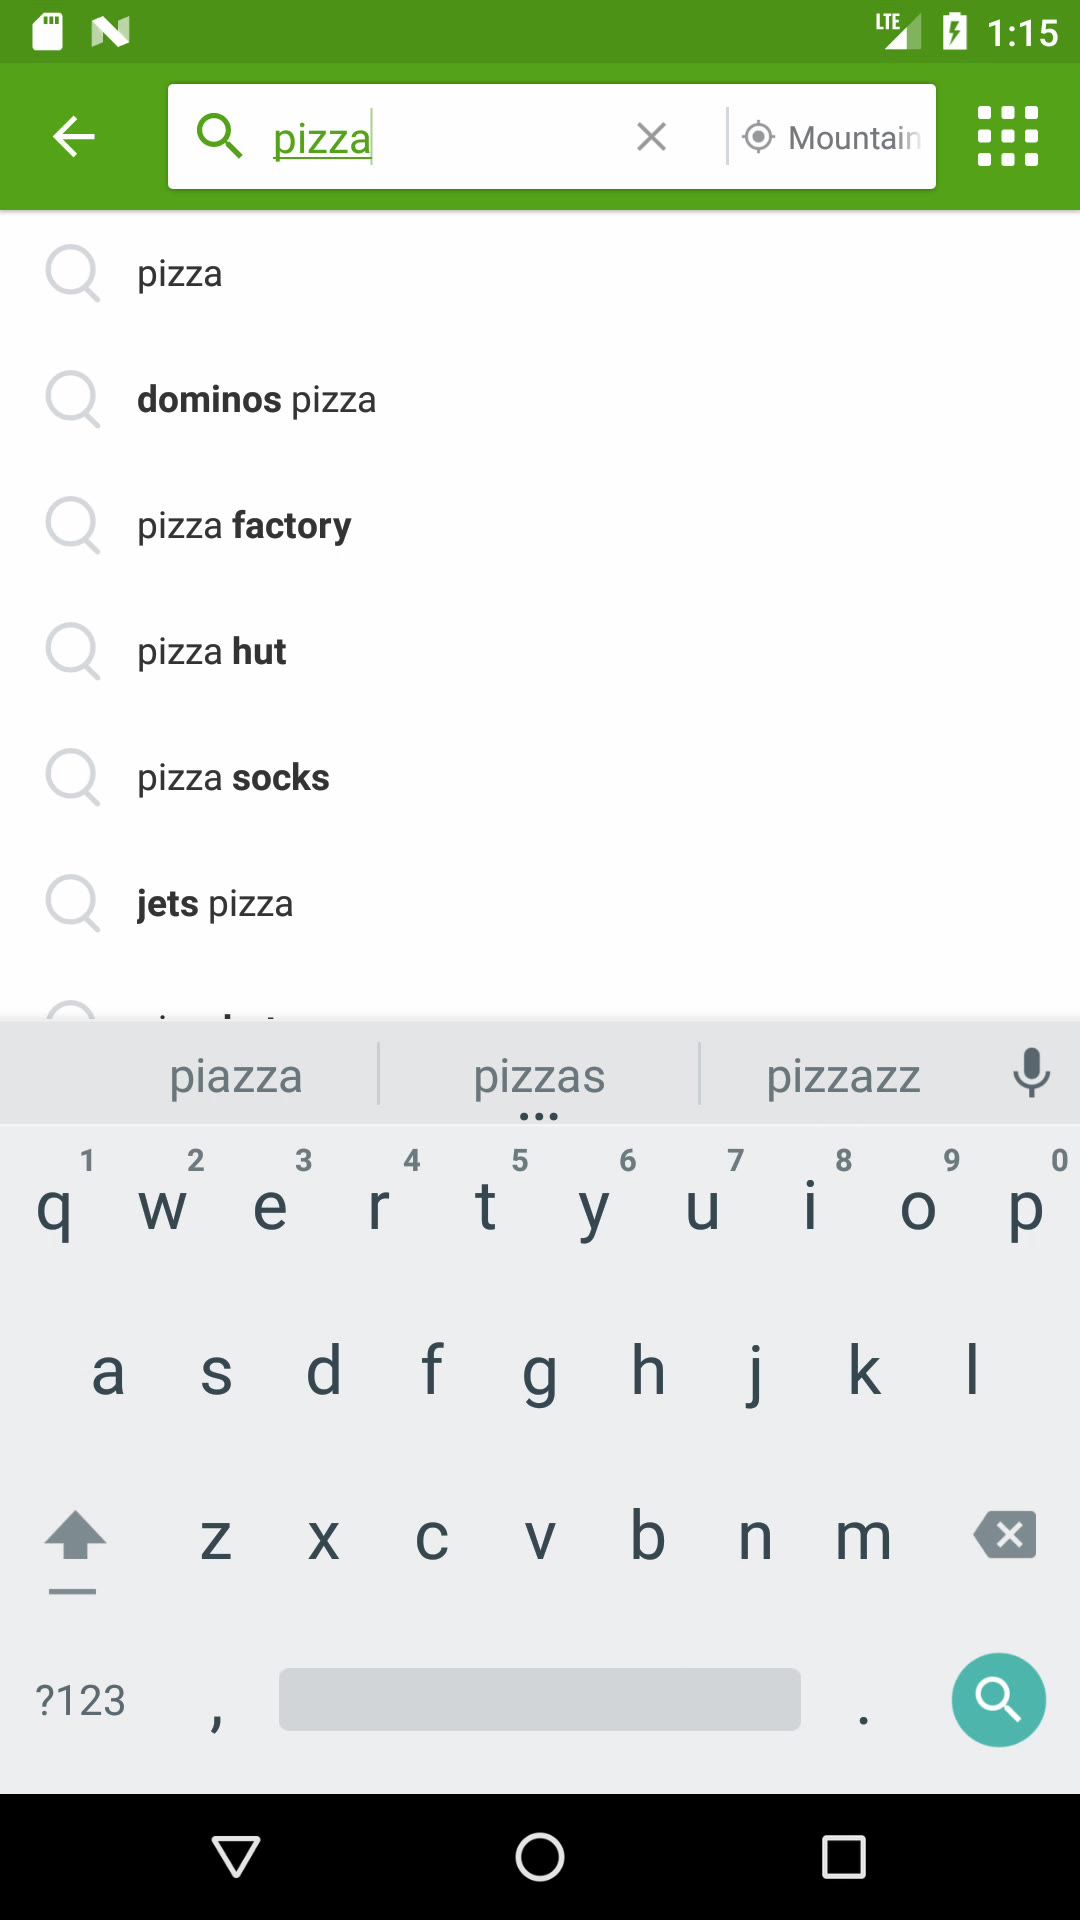 LTE 1:15
pizza Mountain
pizza
dominos pizza
pizza factory
pizza hut
pizza socks
jets pizza
piazza pizzas pizzazz
1 2 3 4 5 6 7 8 9 0
q w e r t y u i o p
a s d f g h j k l
z x c v b n m
?123 , .